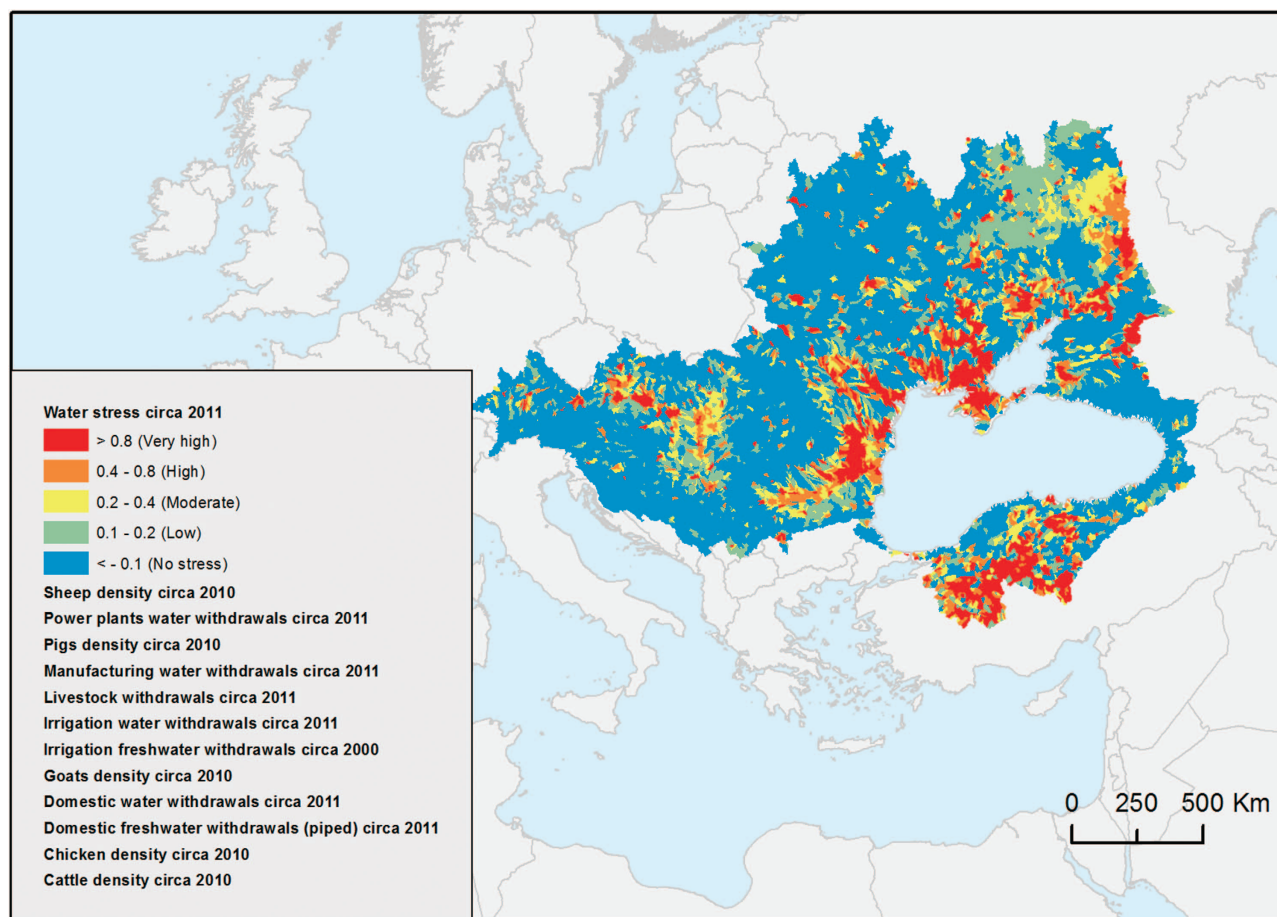 Water stress circa 2011
> 0.8 (Very high)
0.4 - 0.8 (High)
0.2 - 0.4 (Moderate)
0.1 - 0.2 (Low)
< - 0.1 (No stress)
Sheep density circa 2010
Power plants water withdrawals circa 2011
Pigs density circa 2010
Manufacturing water withdrawals circa 2011
Livestock withdrawals circa 2011
Irrigation water withdrawals circa 2011
Irrigation freshwater withdrawals circa 2000
Goats density circa 2010
Domestic water withdrawals circa 2011
Domestic freshwater withdrawals (piped) circa 2011
Chicken density circa 2010
Cattle density circa 2010
0 250 500 Km